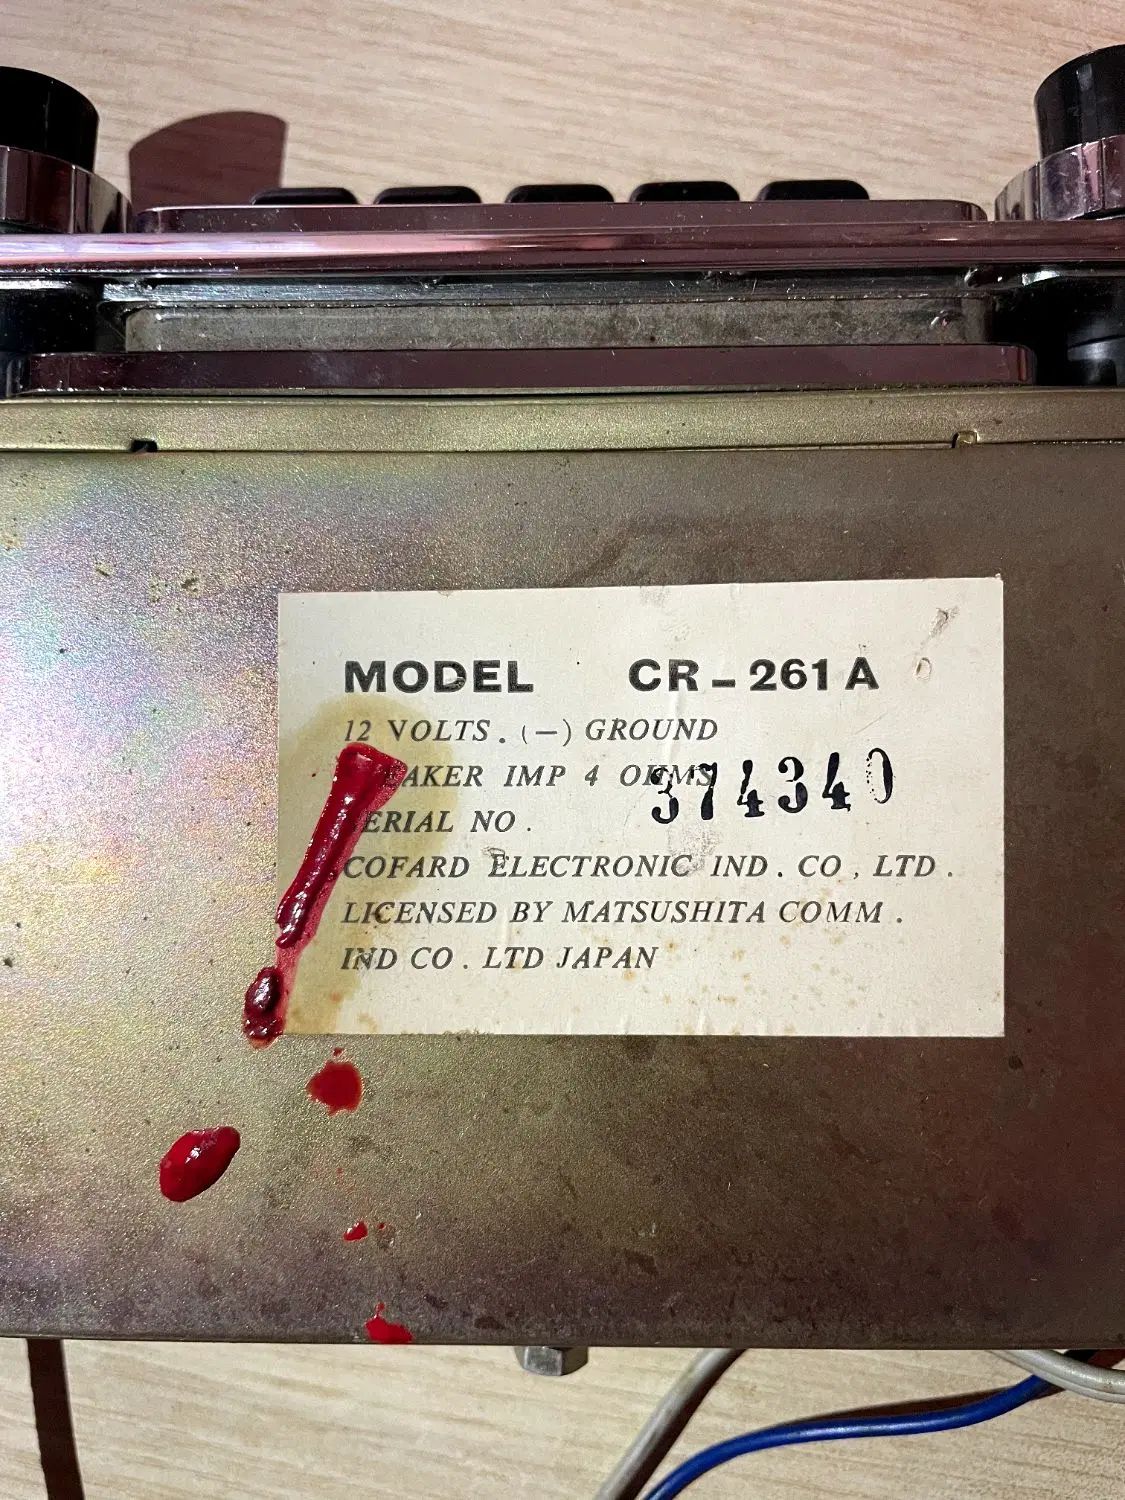 MODEL CR-261A
12 VOLTS. (-) GROUND
IMP 4 OHMS
374340
NO.
COFARD ELECTRONIC IND. CO, LTD.
LICENSED BY MATSUSHITA COMM.
IND CO. LTD JAPAN